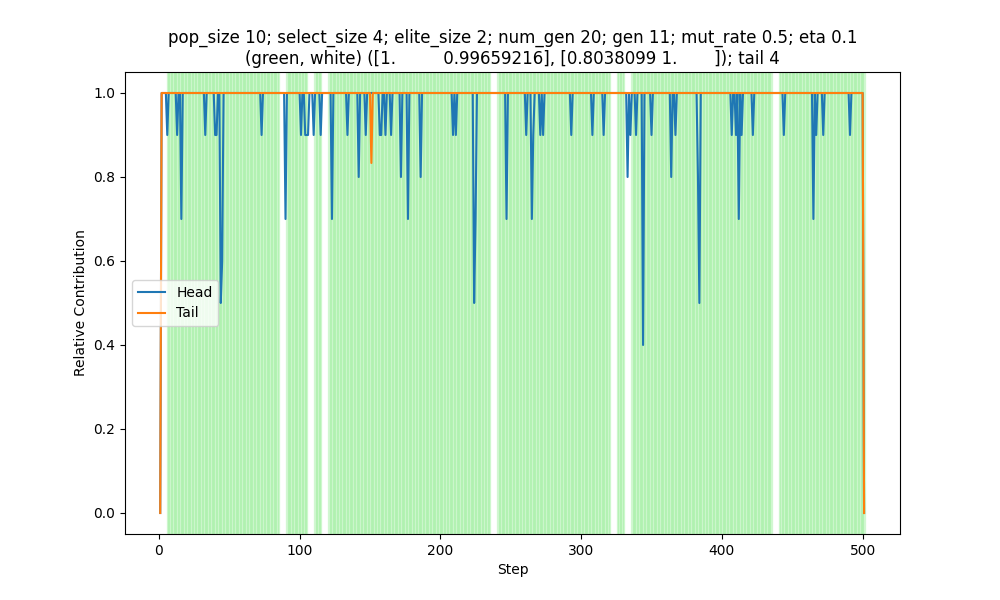 pop_size 10; select_size 4; elite_size 2; num_gen 20; gen 11; mut_rate 0.5; eta 0.1
(green, white) ([1.          0.99659216], [0.8038099 1.        ]); tail 4
1.0
0.8
0.6
0.4
0.2
0.0
Relative Contribution
Head
Tail
0
100
200
300
400
500
Step